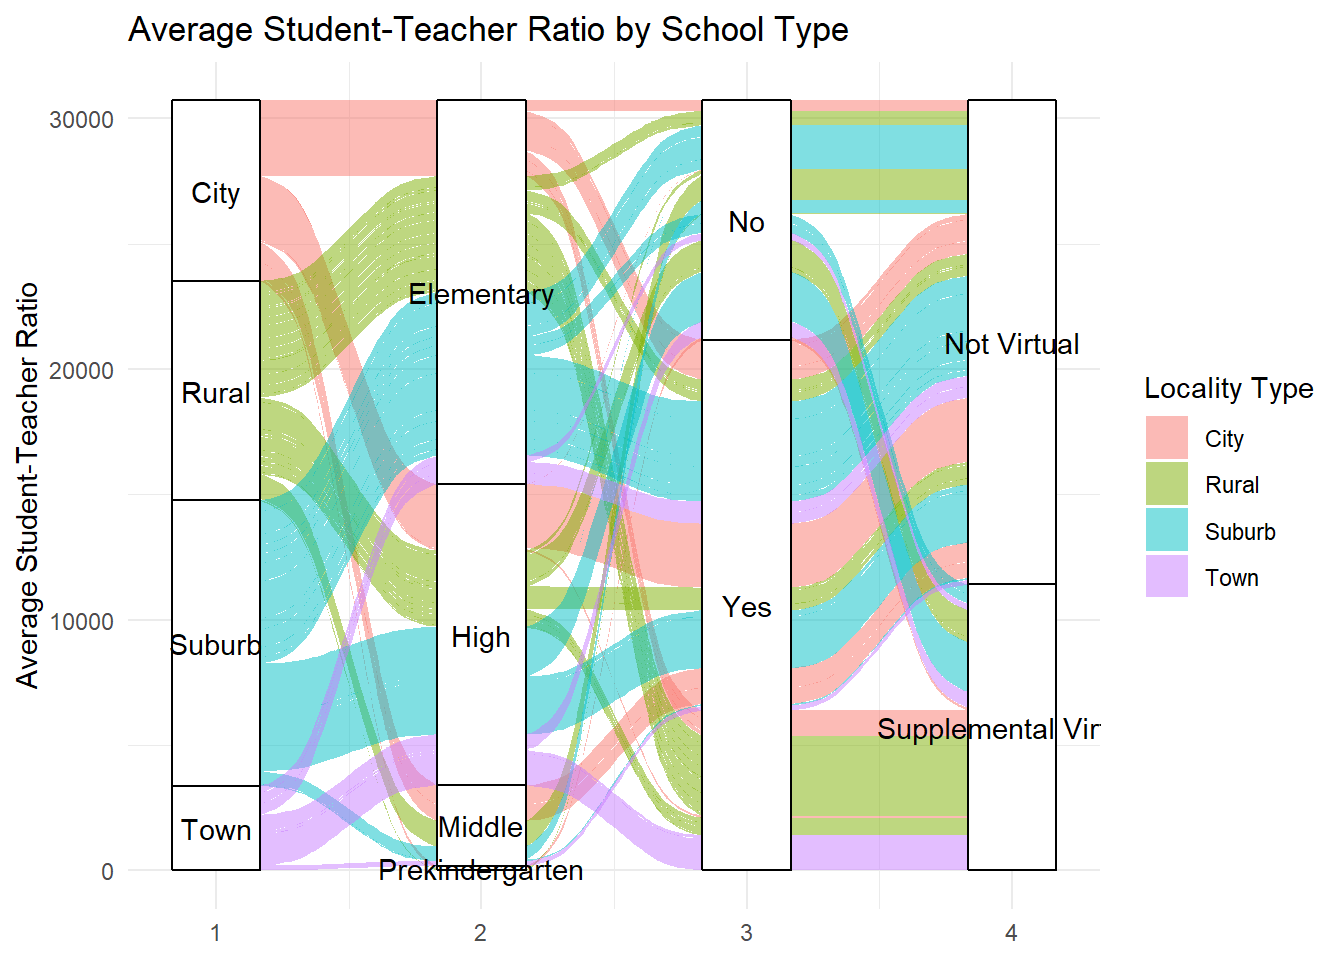 Average Student-Teacher Ratio by School Type
Average Student-Teacher Ratio
30000
20000
10000
0
City
Rural
Suburb
Town
Elementary
High
Middle
Prekindergarten
No
Yes
Not Virtual
Supplemental Vir
1
2
3
4
Locality Type
City
Rural
Suburb
Town